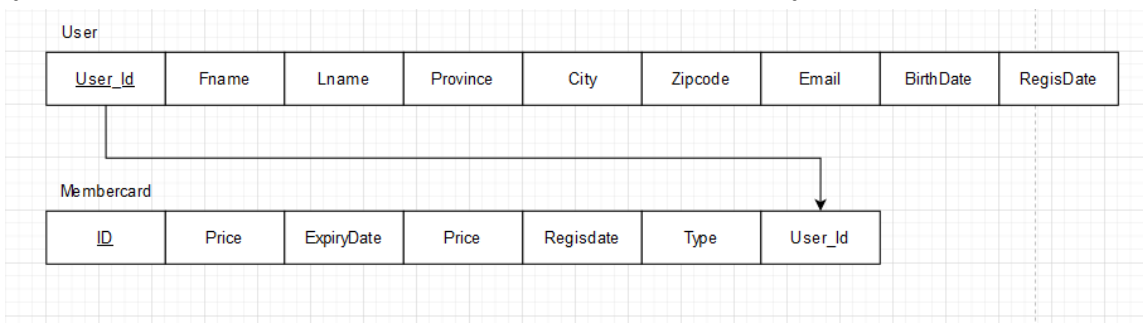 User
User_Id Fname Lname Province City Zipcode Email BirthDate RegisDate
Membercard
ID Price ExpiryDate Price Regisdate Type User_Id